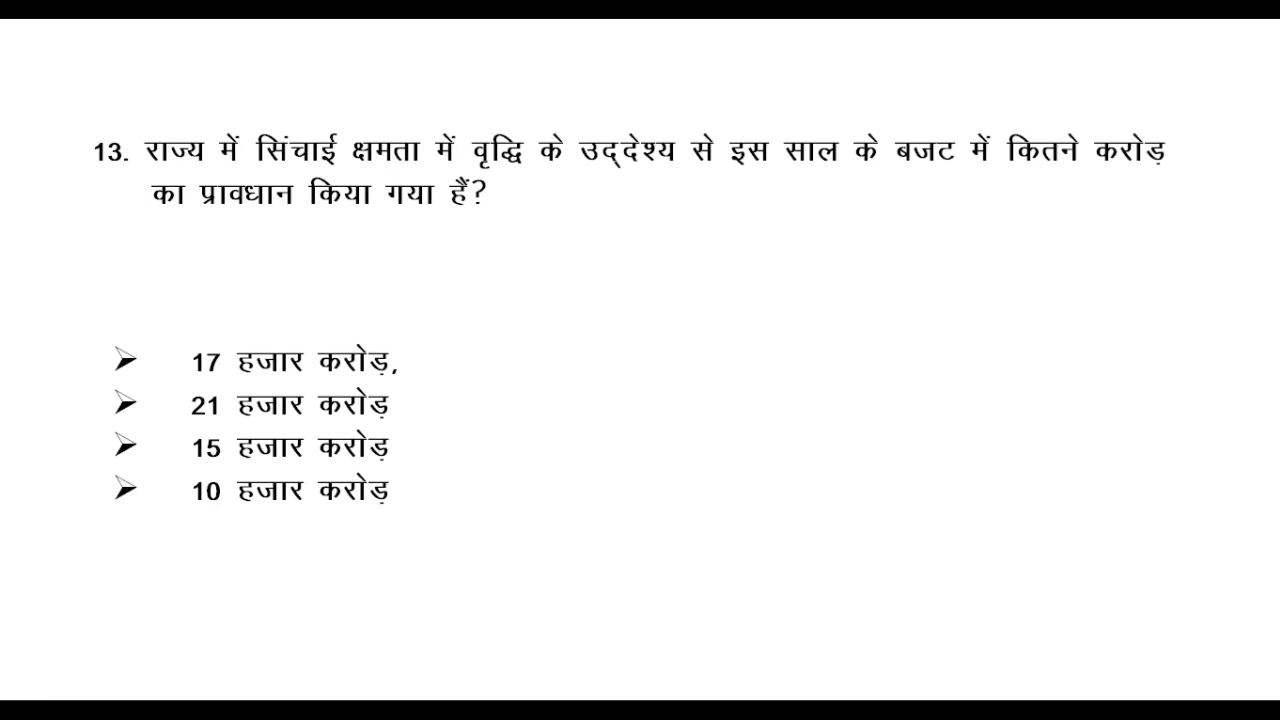 13. राज्य में सिंचाई क्षमता में वृद्धि के उद्देश्य से इस साल के बजट में कितने करोड़
का प्रावधान किया गया हैं?
➢ 17 हजार करोड़,
➢ 21 हजार करोड़
➢ 15 हजार करोड़
➢ 10 हजार करोड़